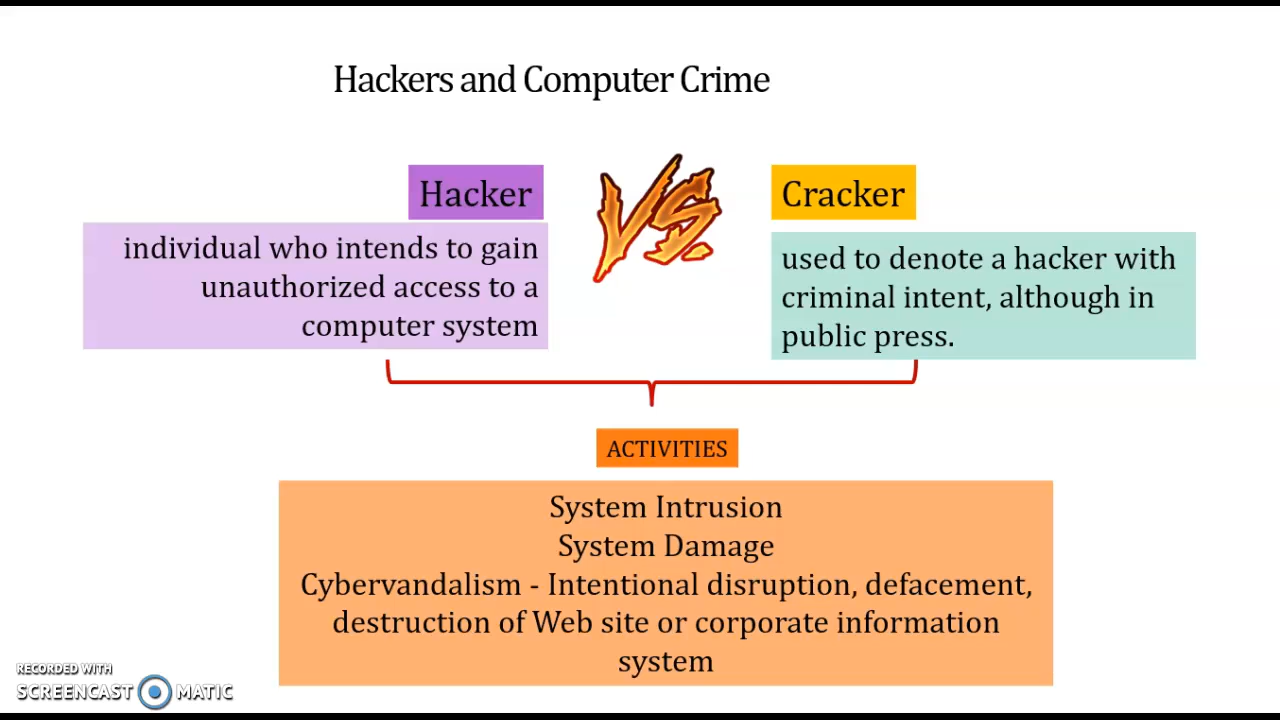 Hackers and Computer Crime
Hacker
VS
Cracker
individual who intends to gain
unauthorized access to a
computer system
used to denote a hacker with
criminal intent, although in
public press.
ACTIVITIES
System Intrusion
System Damage
Cybervandalism - Intentional disruption, defacement,
destruction of Web site or corporate information
system
RECORDED WITH
SCREENCAST MATIC